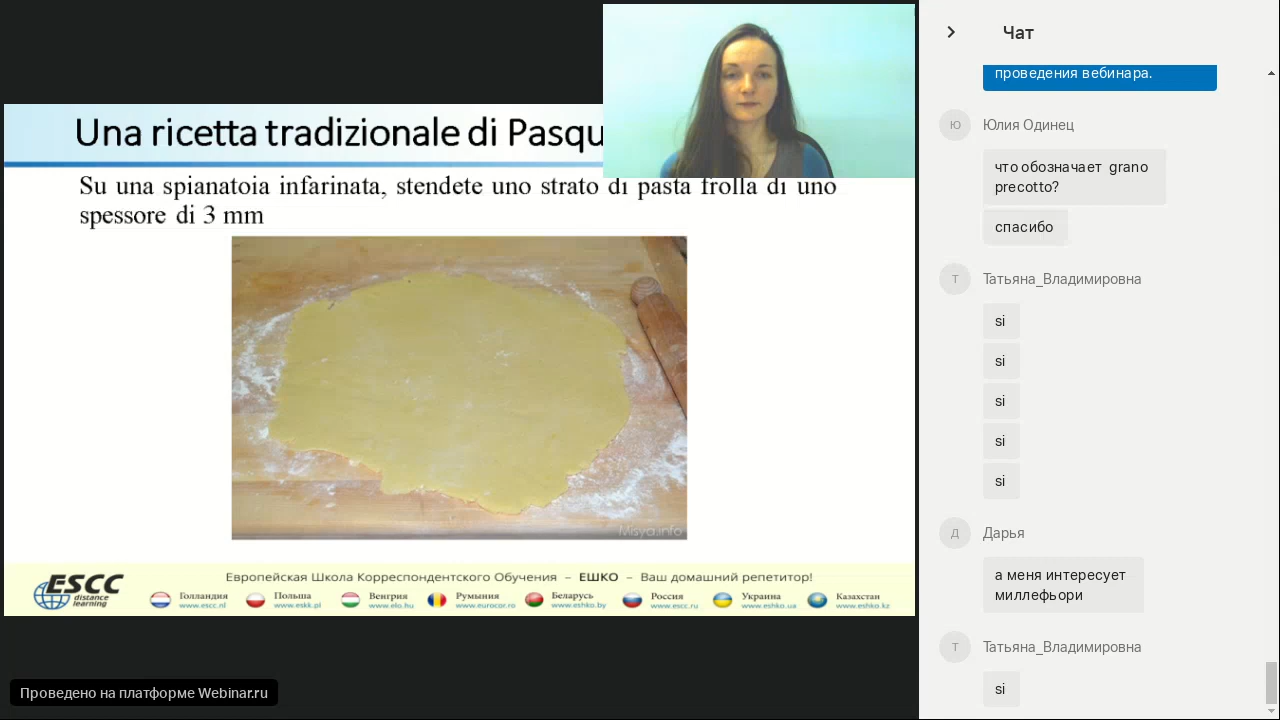 Una ricetta tradizionale di Pasqu
Su una spianatoia infarinata, stendete uno strato di pasta frolla di uno
spessore di 3 mm
Misya.info
ESCC
distance
learning
Европейская Школа Корреспондентского Обучения – ЕШКО – Ваш домашний репетитор!
Голландия
www.escc.nl
Польша
www.eskk.pl
Венгрия
www.elo.hu
Румыния
www.eurocor.ro
Беларусь
www.eshko.by
Россия
www.escc.ru
Украина
www.eshko.ua
Казахстан
www.eshko.kz
Проведено на платформе Webinar.ru
Чат
проведения вебинара.
Ю
Юлия Одинец
что обозначает grano
precotto?
спасибо
Т
Татьяна_Владимировна
si
si
si
si
si
Д
Дарья
а меня интересует
миллефьори
Т
Татьяна_Владимировна
si